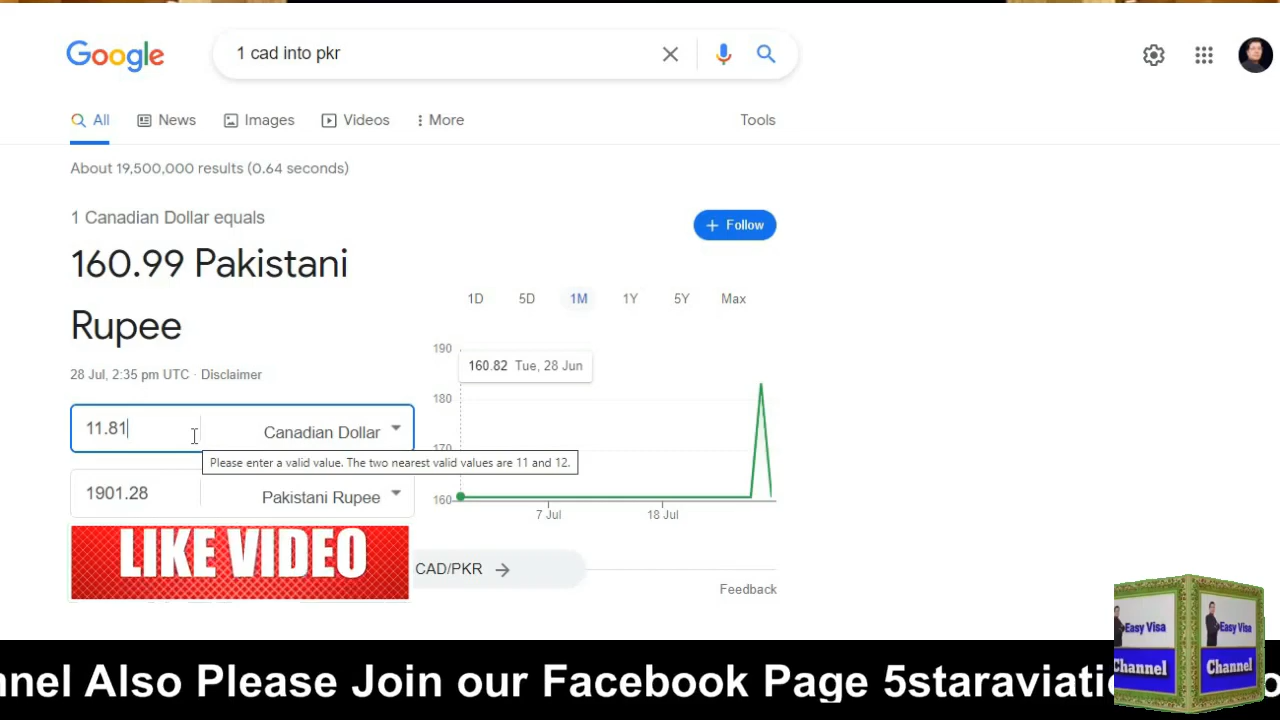 Google
1 cad into pkr
All News Images Videos More Tools
About 19,500,000 results (0.64 seconds)
1 Canadian Dollar equals
+ Follow
160.99 Pakistani
Rupee
1D 5D 1M 1Y 5Y Max
190
160.82 Tue, 28 Jun
28 Jul, 2:35 pm UTC · Disclaimer
180
11.81 Canadian Dollar
170
Please enter a valid value. The two nearest valid values are 11 and 12.
1901.28 Pakistani Rupee
160
7 Jul 18 Jul
LIKE VIDEO
CAD/PKR
Feedback
Easy Visa Easy Visa
Channel Channel
nnel Also Please Join our Facebook Page 5staraviati